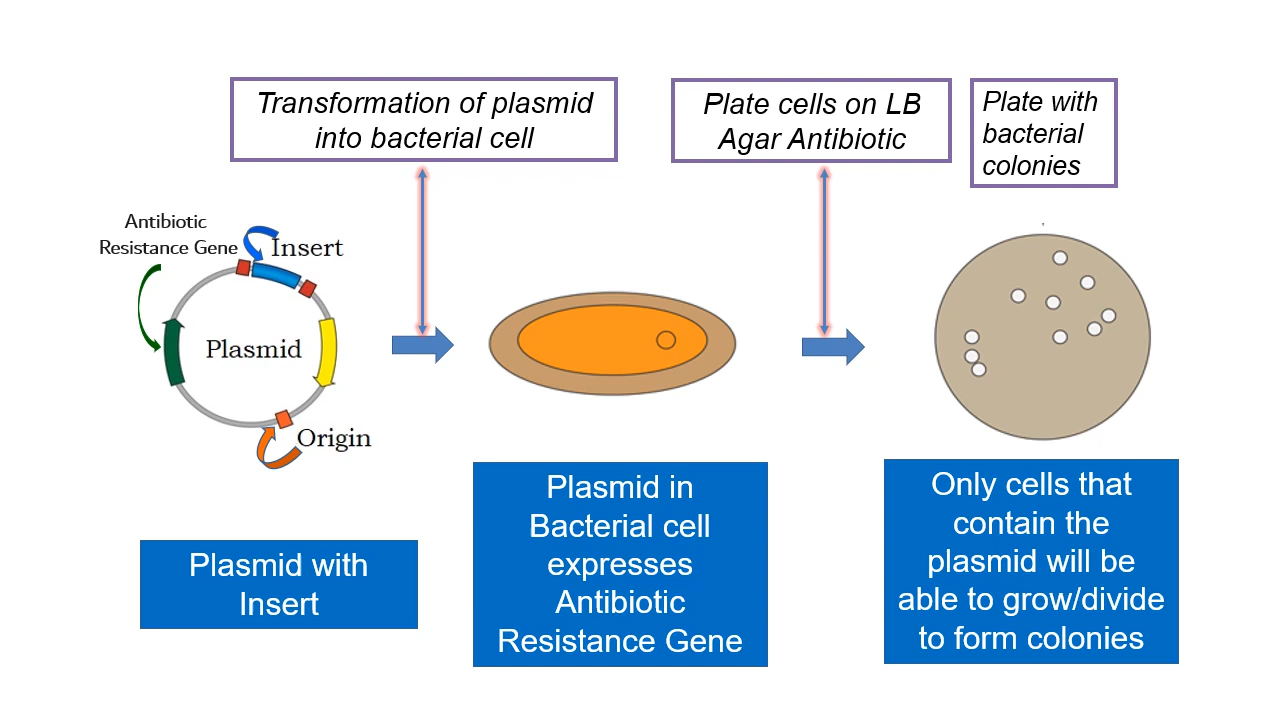 Transformation of plasmid
into bacterial cell
Plate cells on LB
Agar Antibiotic
Plate with
bacterial
colonies
Antibiotic
Resistance Gene
Insert
Plasmid
Origin
Plasmid with
Insert
Plasmid in
Bacterial cell
expresses
Antibiotic
Resistance Gene
Only cells that
contain the
plasmid will be
able to grow/divide
to form colonies